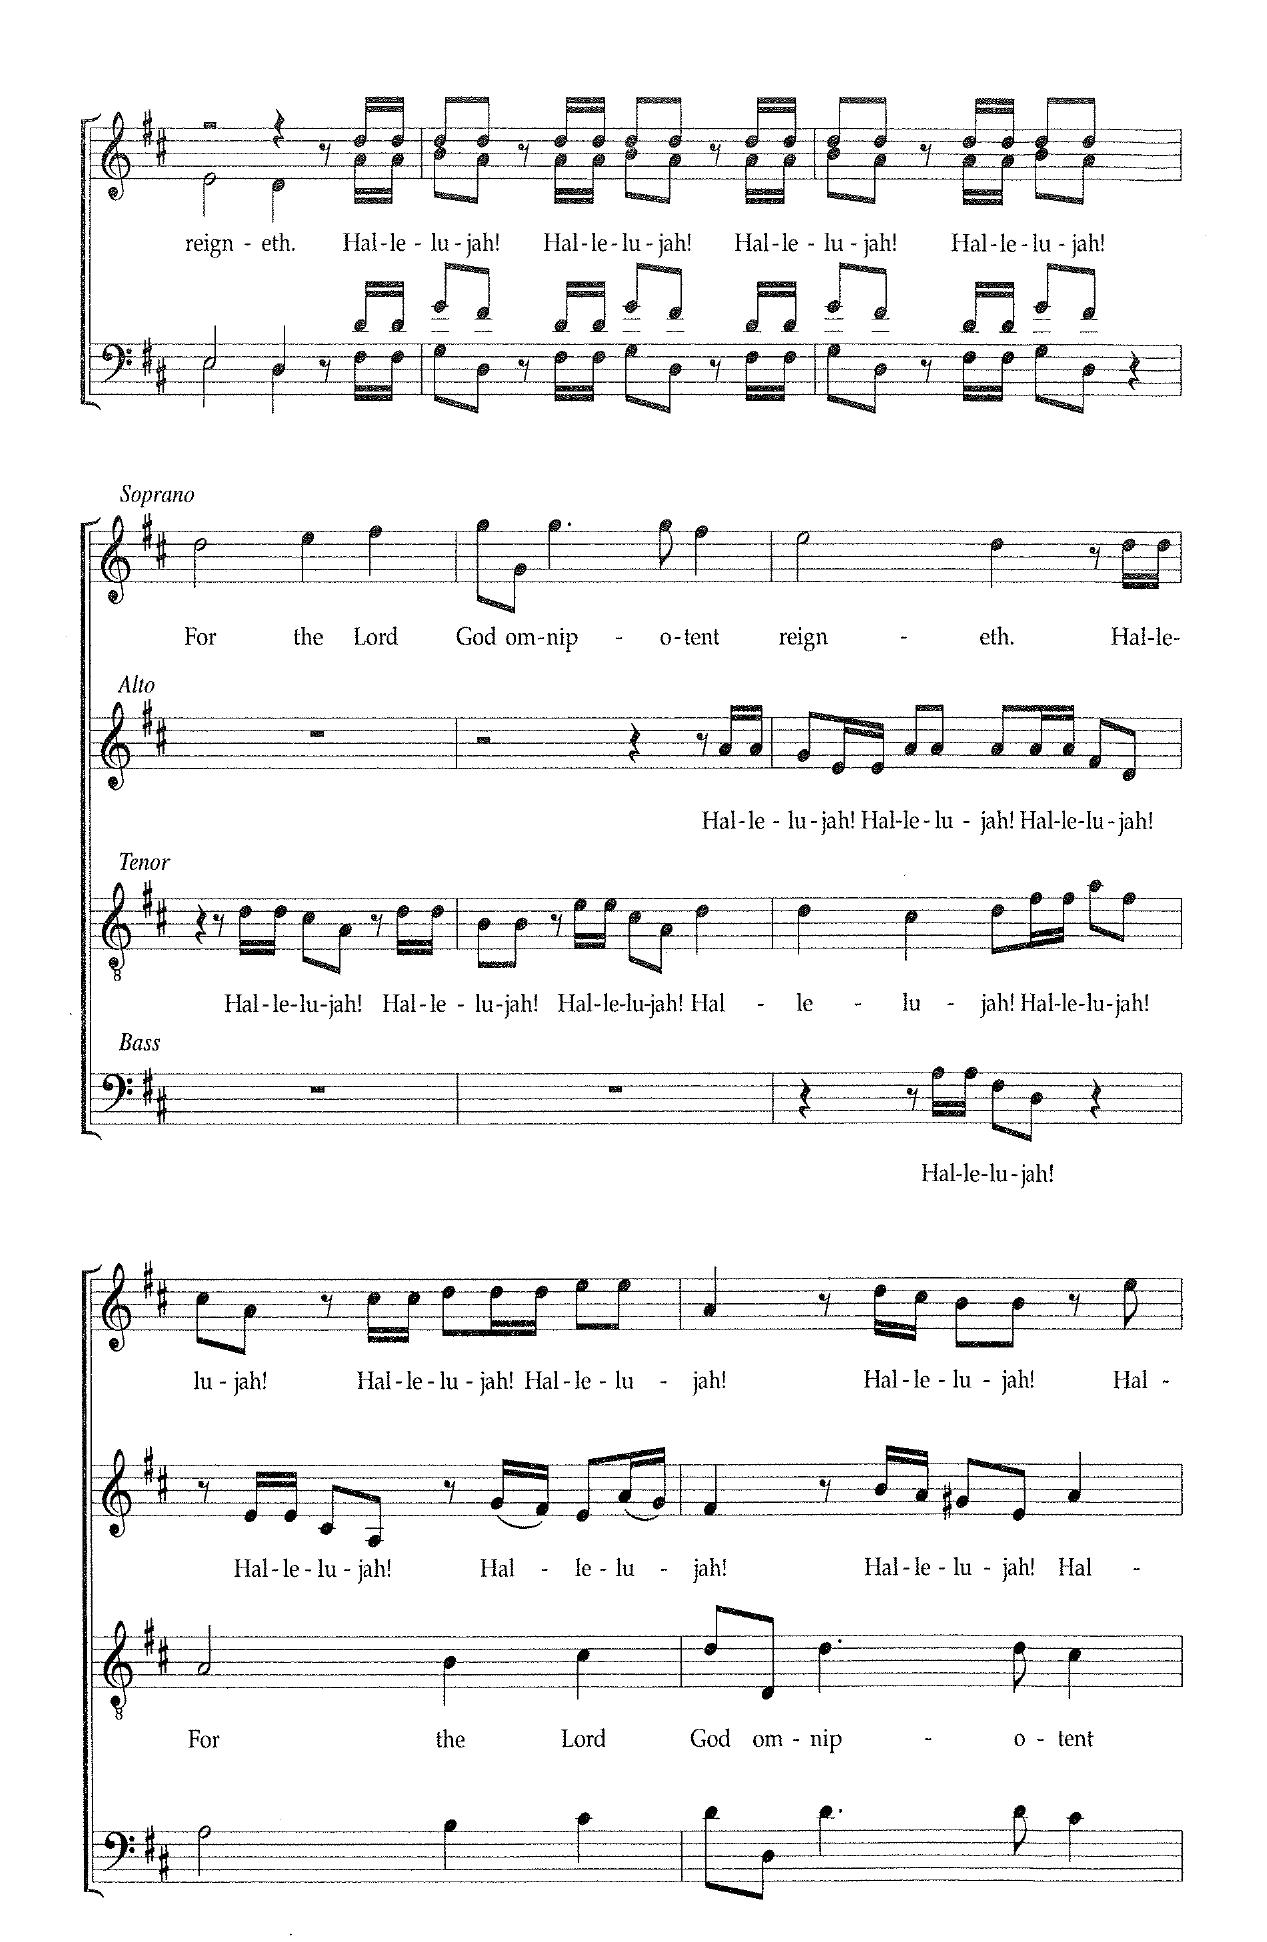 reign - eth. Hal - le - lu - jah! Hal - le - lu - jah! Hal - le - lu - jah! Hal - le - lu - jah!
Soprano
For the Lord God om - nip - o - tent reign - eth. Hal - le -
Alto
Hal - le - lu - jah! Hal - le - lu - jah! Hal - le - lu - jah!
Tenor
Hal - le - lu - jah! Hal - le - lu - jah! Hal - le - lu - jah! Hal - le - lu - jah! Hal - le - lu - jah!
Bass
Hal - le - lu - jah!
lu - jah! Hal - le - lu - jah! Hal - le - lu - jah! Hal - le - lu - jah! Hal -
Hal - le - lu - jah! Hal - le - lu - jah! Hal - le - lu - jah! Hal -
For the Lord God om - nip - o - tent